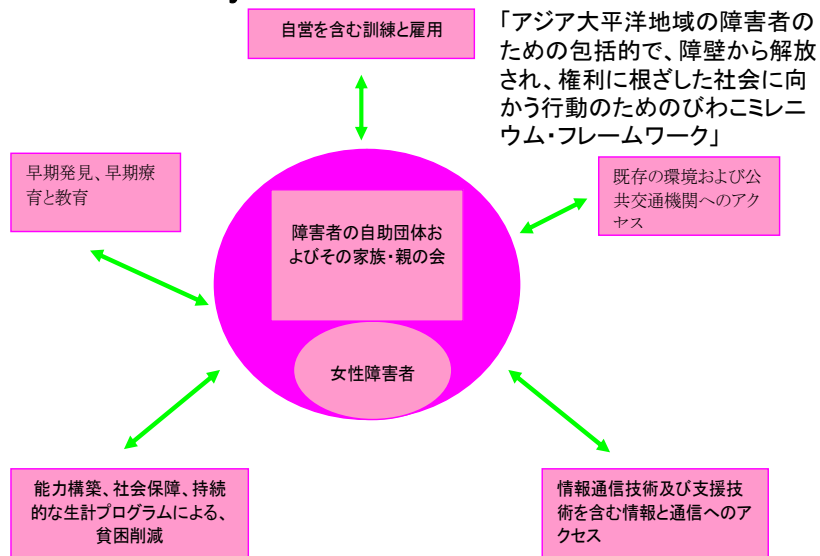 自営を含む訓練と雇用
「アジア太平洋地域の障害者の
ための包括的で、障壁から解放
され、権利に根ざした社会に向
かう行動のためのびわこミレニ
ウム・フレームワーク」
早期発見、早期療
育と教育
既存の環境および公
共交通機関へのアク
セス
障害者の自助団体お
よびその家族・親の会
女性障害者
能力構築、社会保障、持続
的な生計プログラムによる、
貧困削減
情報通信技術及び支援技
術を含む情報と通信へのア
クセス